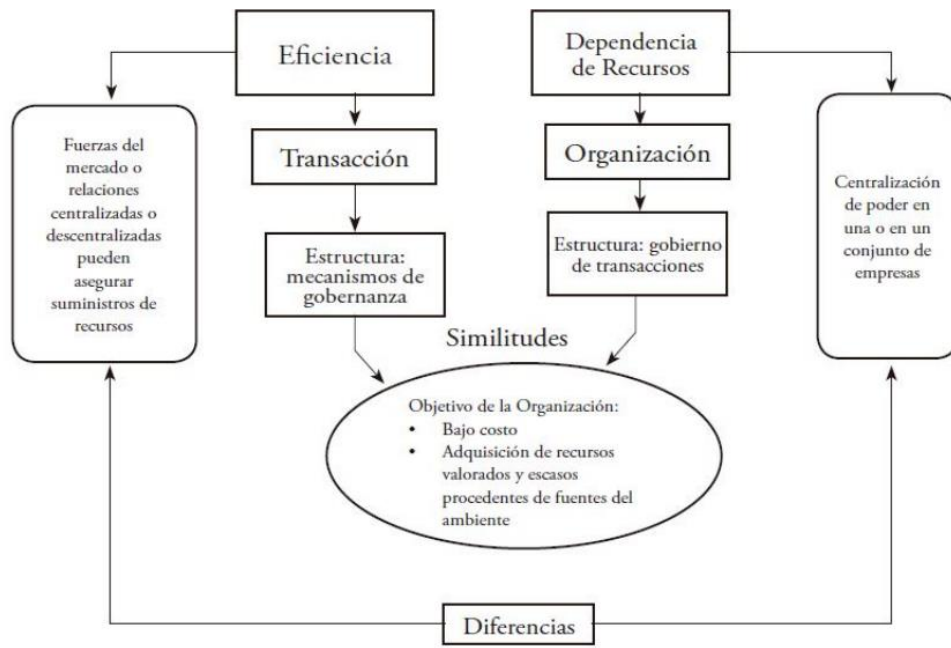 Eficiencia
Dependencia
de Recursos
Fuerzas del
mercado o
relaciones
centralizadas o
descentralizadas
pueden
asegurar
suministros de
recursos
Transacción
Organización
Centralización
de poder en
una o en un
conjunto de
empresas
Estructura:
mecanismos de
gobernanza
Estructura: gobierno
de transacciones
Similitudes
Objetivo de la Organización:
• Bajo costo
• Adquisición de recursos
valorados y escasos
procedentes de fuentes del
ambiente
Diferencias